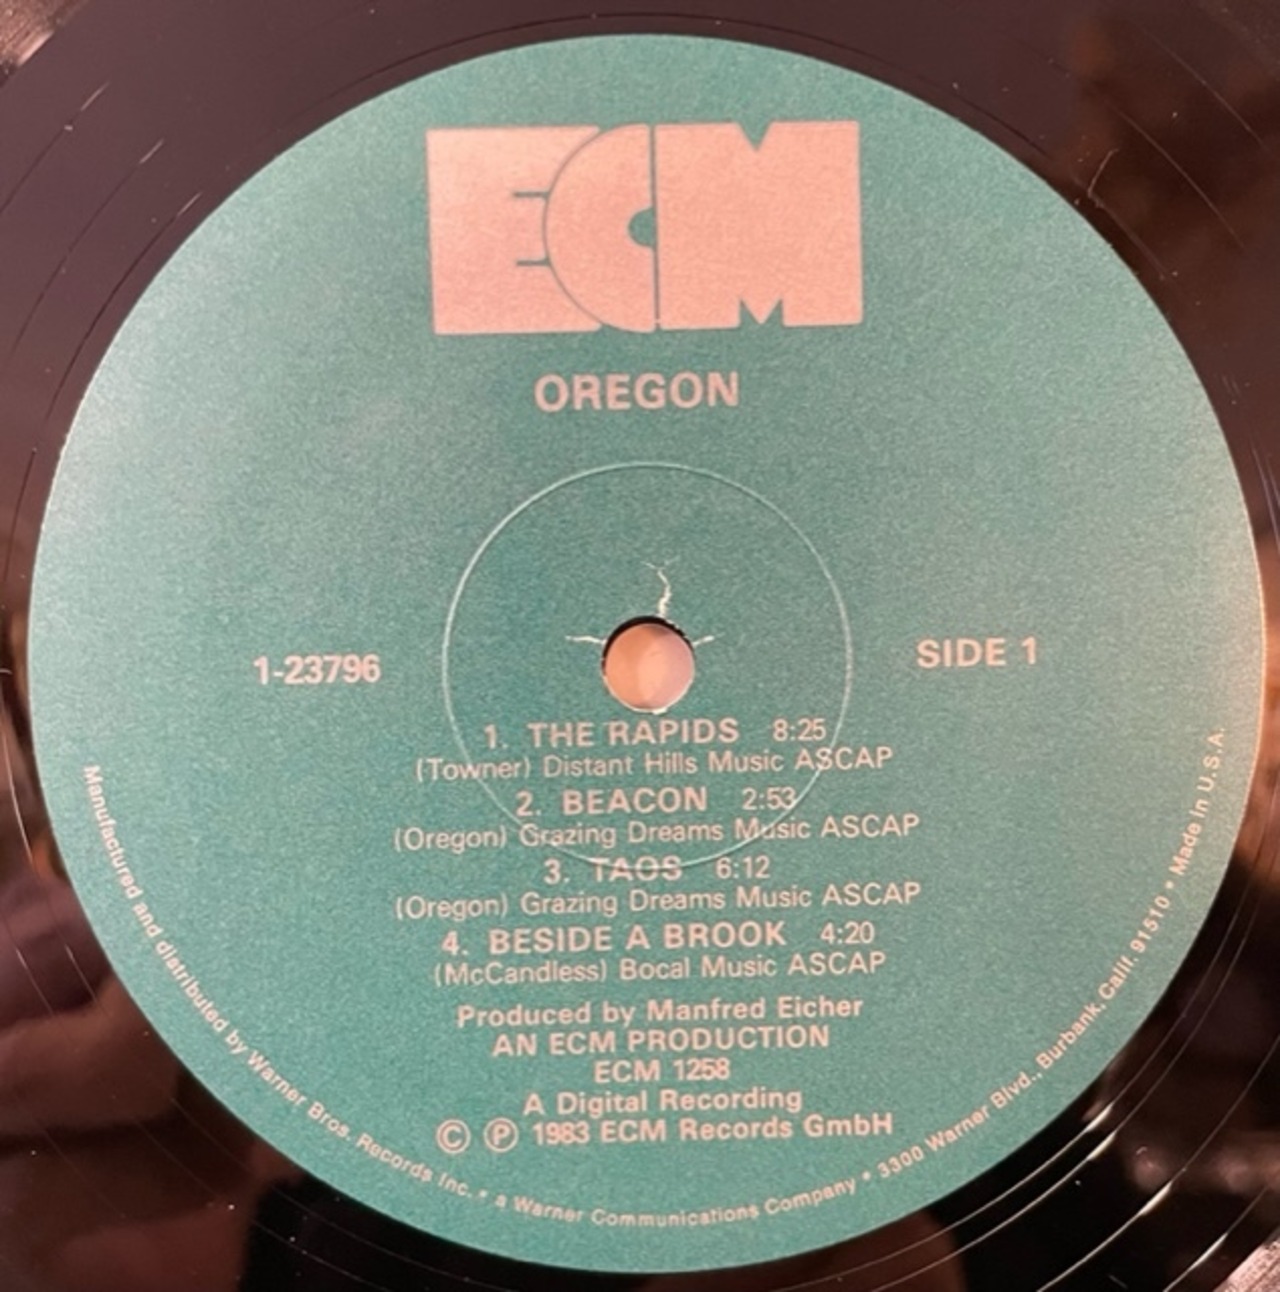 ECM
OREGON
1-23796
SIDE 1
1. THE RAPIDS 8:25
(Towner) Distant Hills Music ASCAP
2. BEACON 2:53
(Oregon) Grazing Dreams Music ASCAP
3. TAOS 6:12
(Oregon) Grazing Dreams Music ASCAP
4. BESIDE A BROOK 4:20
(McCandless) Bocal Music ASCAP
Produced by Manfred Eicher
AN ECM PRODUCTION
ECM 1258
A Digital Recording
© ℗ 1983 ECM Records GmbH
Manufactured and distributed by Warner Bros. Records Inc. • a Warner Communications Company • 3300 Warner Blvd., Burbank, Calif. 91510 • Made in U.S.A.